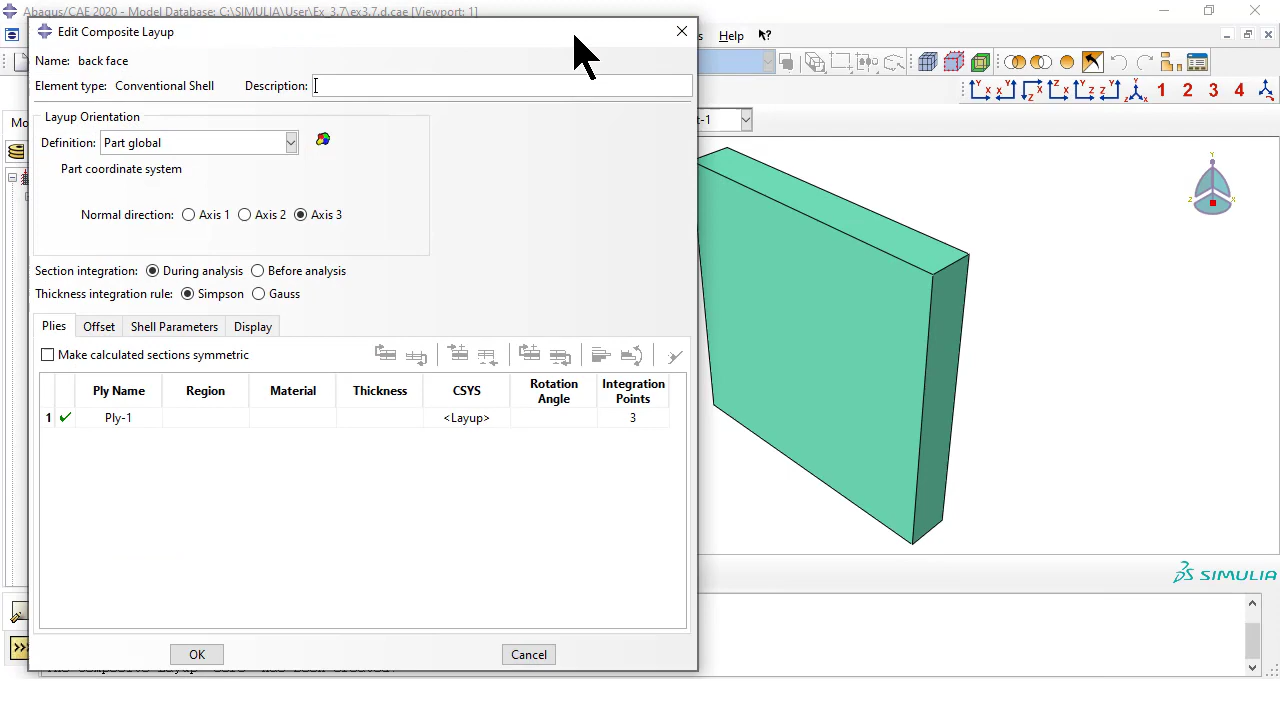 Abaqus/CAE 2020 - Model Database: C:\SIMULIA\User\Ex_3.7\ex3.7.d.cae [Viewport: 1]
Edit Composite Layup
Help
Name: back face
Element type: Conventional Shell Description:
1 2 3 4
Layup Orientation
Mo
t-1
Definition: Part global
Part coordinate system
Y
Z X
Normal direction: Axis 1 Axis 2 Axis 3
Section integration: During analysis Before analysis
Thickness integration rule: Simpson Gauss
Plies Offset Shell Parameters Display
Make calculated sections symmetric
Ply Name Region Material Thickness CSYS Rotation Angle Integration Points
1 Ply-1 <Layup> 3
SIMULIA
OK Cancel